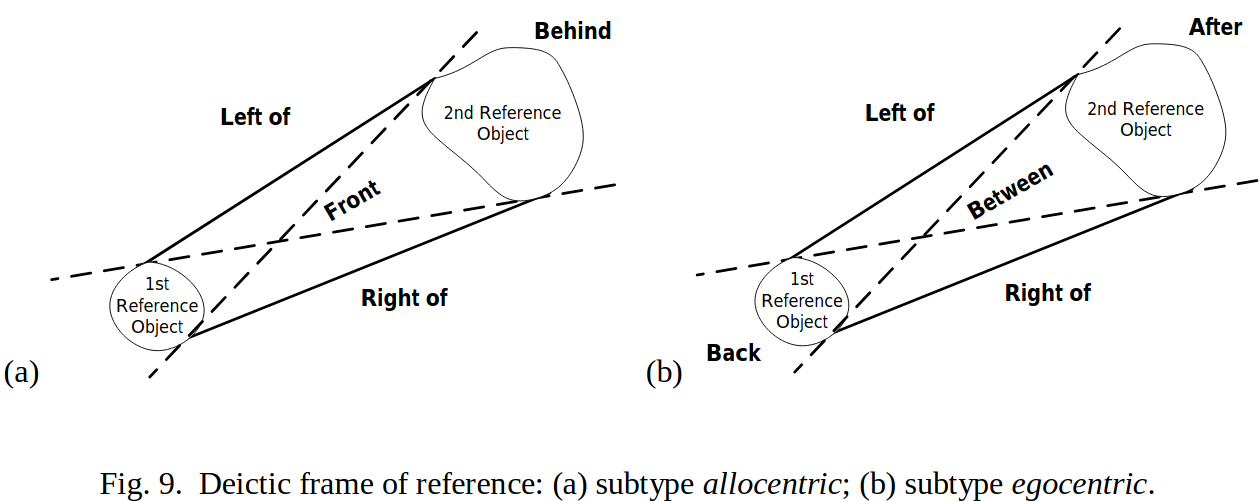 Behind
Left of
2nd Reference
Object
Front
1st
Reference
Object
Right of
(a)
After
Left of
2nd Reference
Object
Between
1st
Reference
Object
Right of
Back
(b)
Fig. 9. Deictic frame of reference: (a) subtype allocentric; (b) subtype egocentric.